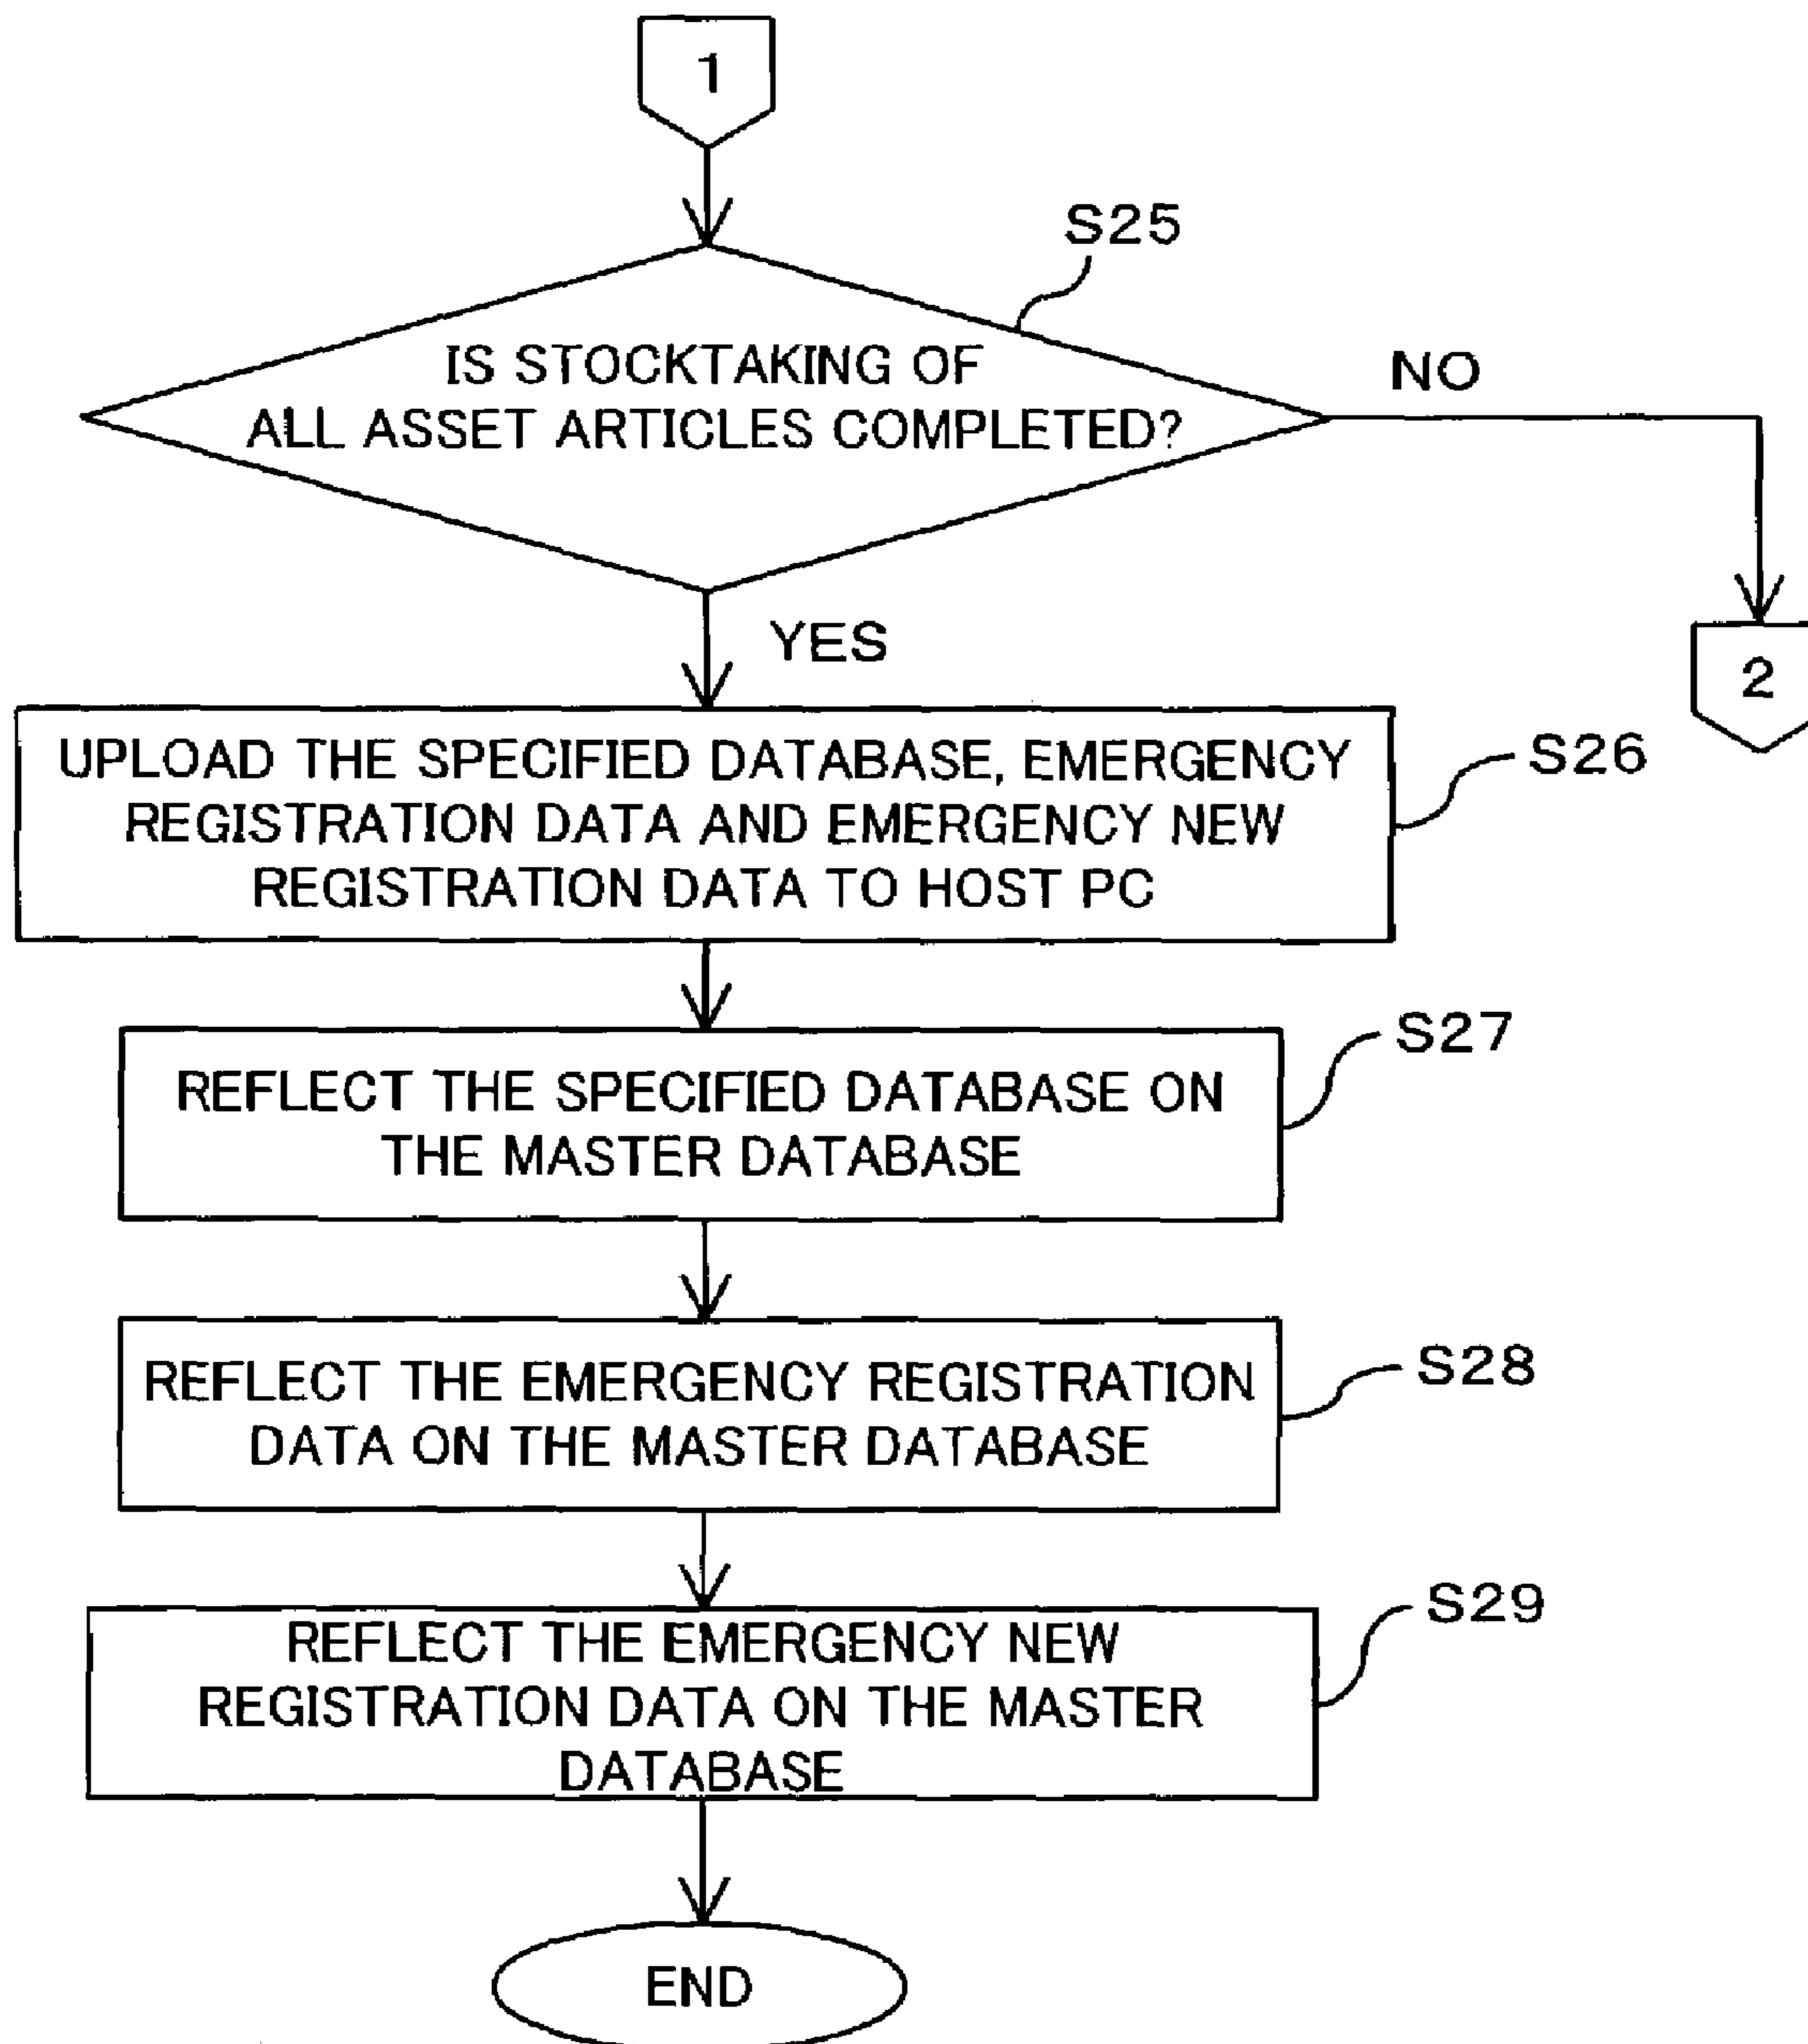 1
S25
IS STOCKTAKING OF
ALL ASSET ARTICLES COMPLETED?
NO
YES
2
UPLOAD THE SPECIFIED DATABASE, EMERGENCY
REGISTRATION DATA AND EMERGENCY NEW
REGISTRATION DATA TO HOST PC
S26
REFLECT THE SPECIFIED DATABASE ON
THE MASTER DATABASE
S27
REFLECT THE EMERGENCY REGISTRATION
DATA ON THE MASTER DATABASE
S28
REFLECT THE EMERGENCY NEW
REGISTRATION DATA ON THE MASTER
DATABASE
S29
END